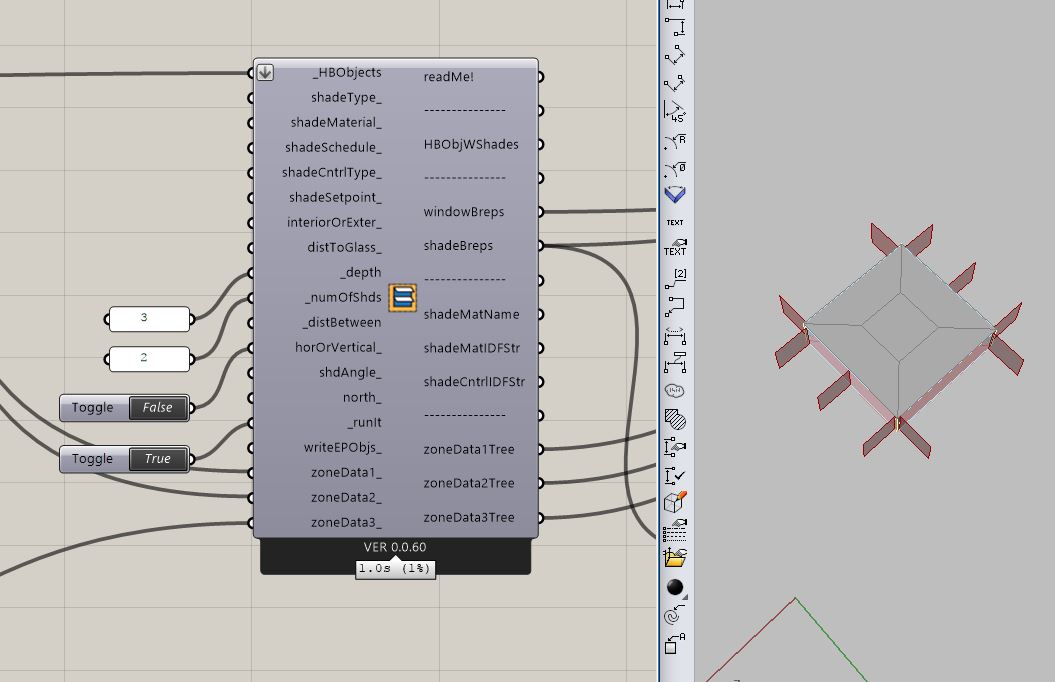 _HBObjects
shadeType_
shadeMaterial_
shadeSchedule_
shadeCntrlType_
shadeSetpoint_
interiorOrExter_
distToGlass_
_depth
_numOfShds
_distBetween
horOrVertical_
shdAngle_
north_
_runIt
writeEPObjs_
zoneData1_
zoneData2_
zoneData3_
readMe!
--------------
HBObjWShades
--------------
windowBreps
shadeBreps
--------------
shadeMatName
shadeMatIDFStr
shadeCntrlIDFStr
--------------
zoneData1Tree
zoneData2Tree
zoneData3Tree
VER 0.0.60
1.0s (1%)
3
2
Toggle False
Toggle True
45°
R
Ø
TEXT
TEXT
[2]
A